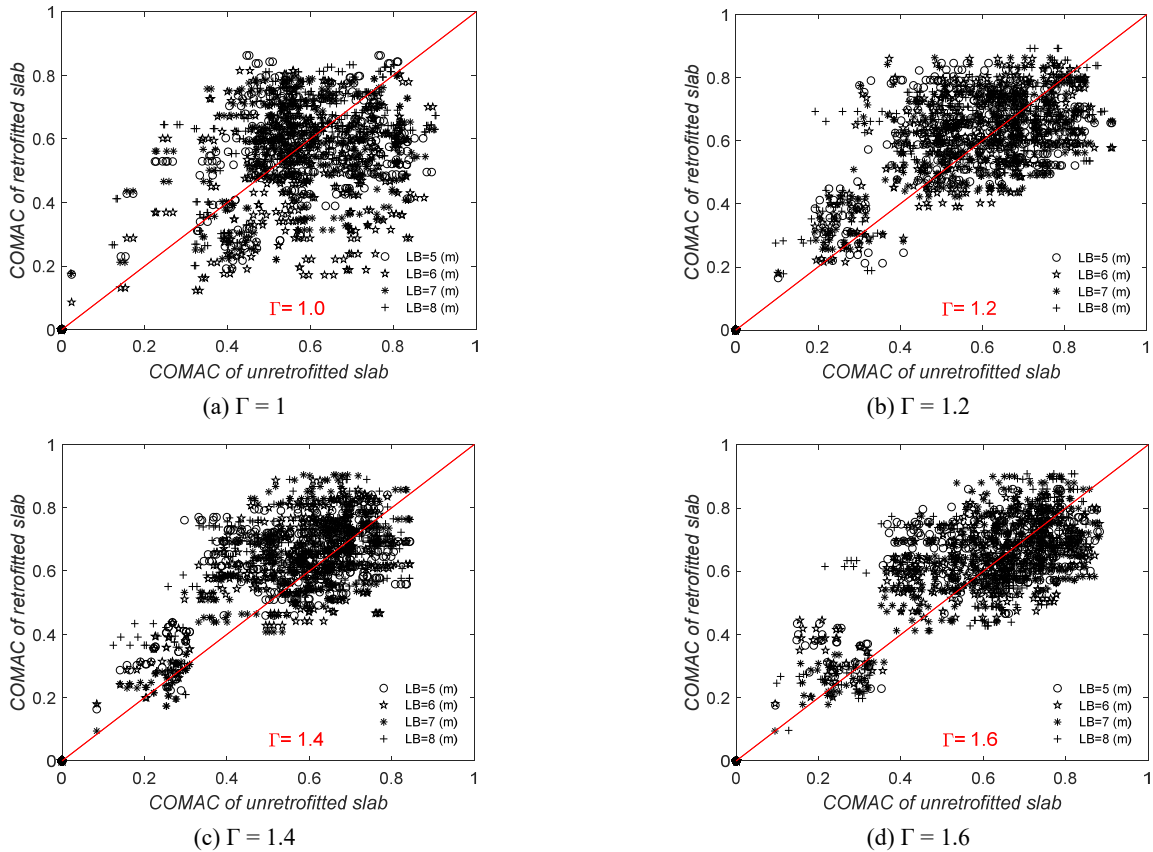 1
0.8
0.6
0.4
0.2
0
0 0.2 0.4 0.6 0.8 1
COMAC of retrofitted slab
COMAC of unretrofitted slab
LB=5 (m)
LB=6 (m)
LB=7 (m)
LB=8 (m)
Γ= 1.0
(a) Γ = 1
1
0.8
0.6
0.4
0.2
0
0 0.2 0.4 0.6 0.8 1
COMAC of retrofitted slab
COMAC of unretrofitted slab
LB=5 (m)
LB=6 (m)
LB=7 (m)
LB=8 (m)
Γ= 1.2
(b) Γ = 1.2
1
0.8
0.6
0.4
0.2
0
0 0.2 0.4 0.6 0.8 1
COMAC of retrofitted slab
COMAC of unretrofitted slab
LB=5 (m)
LB=6 (m)
LB=7 (m)
LB=8 (m)
Γ= 1.4
(c) Γ = 1.4
1
0.8
0.6
0.4
0.2
0
0 0.2 0.4 0.6 0.8 1
COMAC of retrofitted slab
COMAC of unretrofitted slab
LB=5 (m)
LB=6 (m)
LB=7 (m)
LB=8 (m)
Γ= 1.6
(d) Γ = 1.6